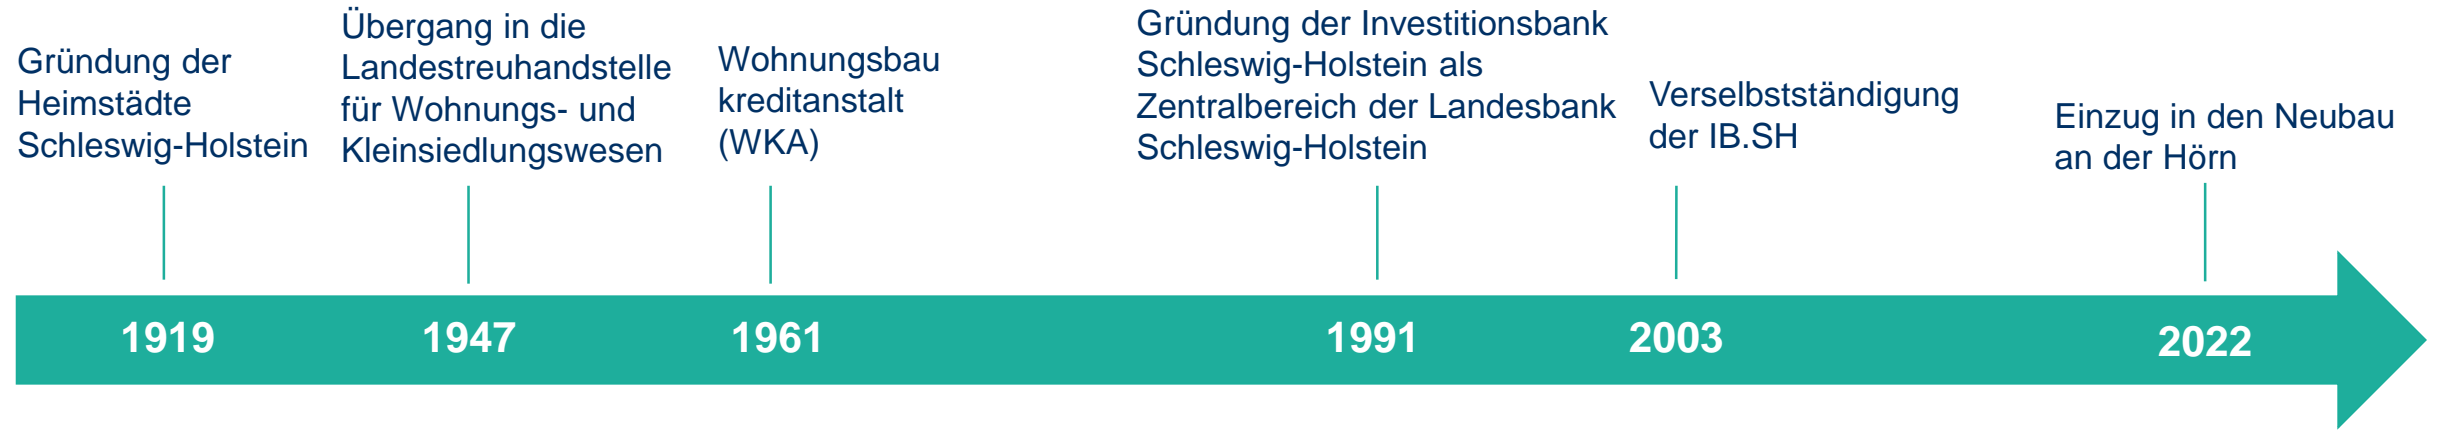 Gründung der
Heimstädte
Schleswig-Holstein
Übergang in die
Landestreuhandstelle
für Wohnungs- und
Kleinsiedlungswesen
Wohnungsbau
kreditanstalt
(WKA)
Gründung der Investitionsbank
Schleswig-Holstein als
Zentralbereich der Landesbank
Schleswig-Holstein
Verselbstständigung
der IB.SH
Einzug in den Neubau
an der Hörn
1919
1947
1961
1991
2003
2022